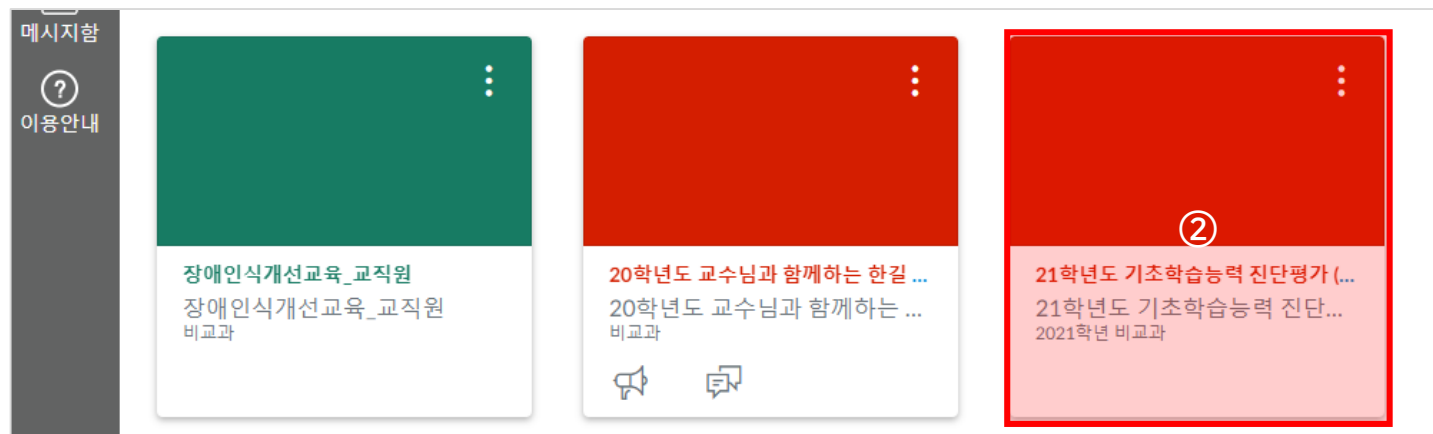 메시지함
이용안내
장애인식개선교육_교직원
장애인식개선교육_교직원
비교과
20학년도 교수님과 함께하는 한길 ...
20학년도 교수님과 함께하는 ...
비교과
②
21학년도 기초학습능력 진단평가 (...
21학년도 기초학습능력 진단...
2021학년 비교과